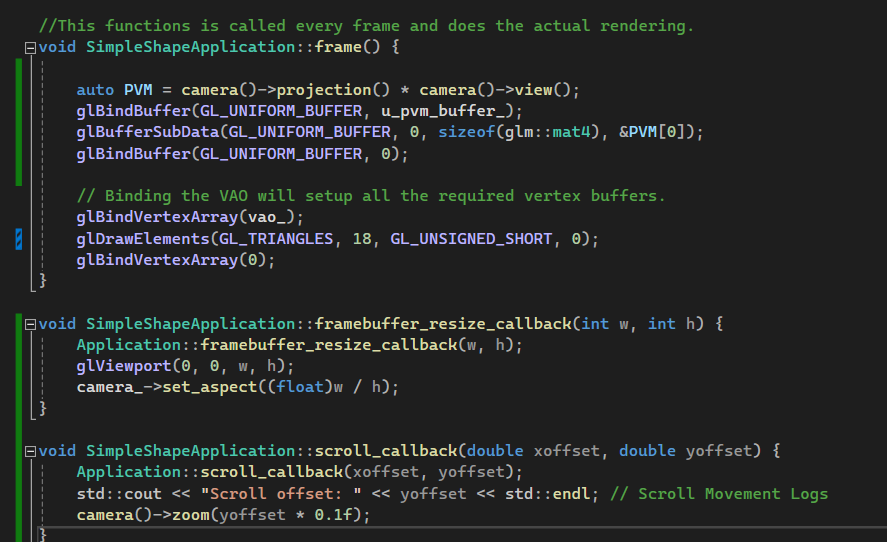 //This functions is called every frame and does the actual rendering.
void SimpleShapeApplication::frame() {
auto PVM = camera()->projection() * camera()->view();
glBindBuffer(GL_UNIFORM_BUFFER, u_pvm_buffer_);
glBufferSubData(GL_UNIFORM_BUFFER, 0, sizeof(glm::mat4), &PVM[0]);
glBindBuffer(GL_UNIFORM_BUFFER, 0);
// Binding the VAO will setup all the required vertex buffers.
glBindVertexArray(vao_);
glDrawElements(GL_TRIANGLES, 18, GL_UNSIGNED_SHORT, 0);
glBindVertexArray(0);
}
void SimpleShapeApplication::framebuffer_resize_callback(int w, int h) {
Application::framebuffer_resize_callback(w, h);
glViewport(0, 0, w, h);
camera_->set_aspect((float)w / h);
}
void SimpleShapeApplication::scroll_callback(double xoffset, double yoffset) {
Application::scroll_callback(xoffset, yoffset);
std::cout << "Scroll offset: " << yoffset << std::endl; // Scroll Movement Logs
camera()->zoom(yoffset * 0.1f);
}